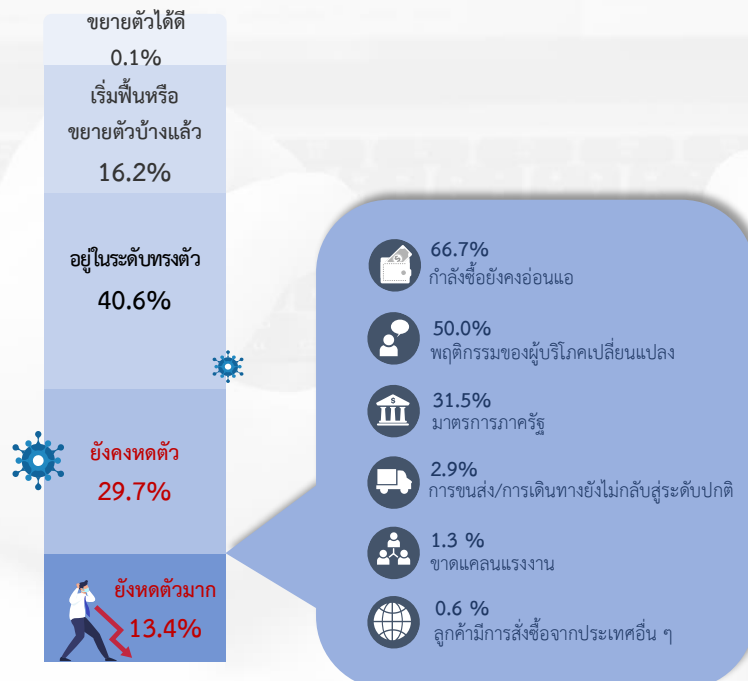 ขยายตัวได้ดี
0.1%
เริ่มฟื้นหรือ
ขยายตัวบ้างแล้ว
16.2%
อยู่ในระดับทรงตัว
40.6%
ยังคงหดตัว
29.7%
ยังหดตัวมาก
13.4%
66.7%
กำลังซื้อยังคงอ่อนแอ
50.0%
พฤติกรรมของผู้บริโภคเปลี่ยนแปลง
31.5%
มาตรการภาครัฐ
2.9%
การขนส่ง/การเดินทางยังไม่กลับสู่ระดับปกติ
1.3 %
ขาดแคลนแรงงาน
0.6 %
ลูกค้ามีการสั่งซื้อจากประเทศอื่น ๆ